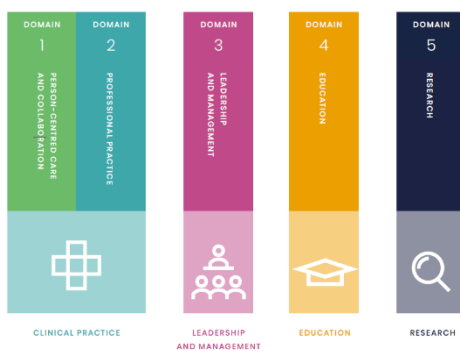 DOMAIN
1
PERSON-CENTRED CARE
AND COLLABORATION
DOMAIN
2
PROFESSIONAL PRACTICE
DOMAIN
3
LEADERSHIP
AND MANAGEMENT
DOMAIN
4
EDUCATION
DOMAIN
5
RESEARCH
CLINICAL PRACTICE
LEADERSHIP
AND MANAGEMENT
EDUCATION
RESEARCH